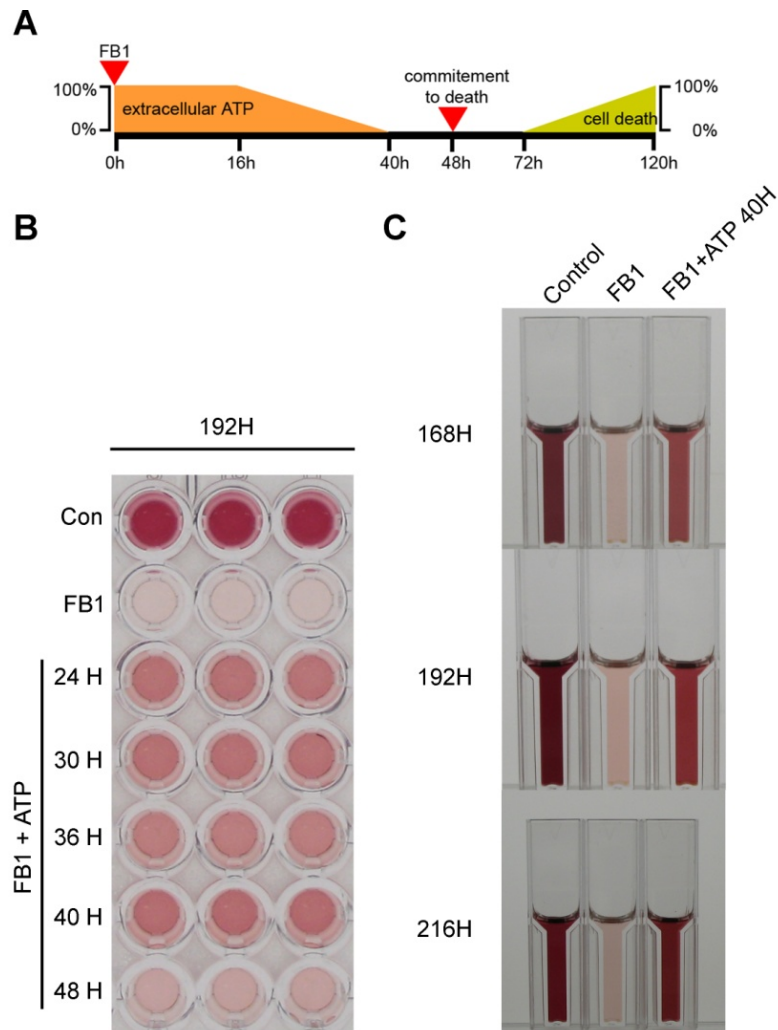 A
FB1
commitement
to death
100%
0%
extracellular ATP
cell death
100%
0%
0h
16h
40h
48h
72h
120h
B
192H
Con
FB1
FB1 + ATP
24 H
30 H
36 H
40 H
48 H
C
Control
FB1
FB1+ATP 40H
168H
192H
216H